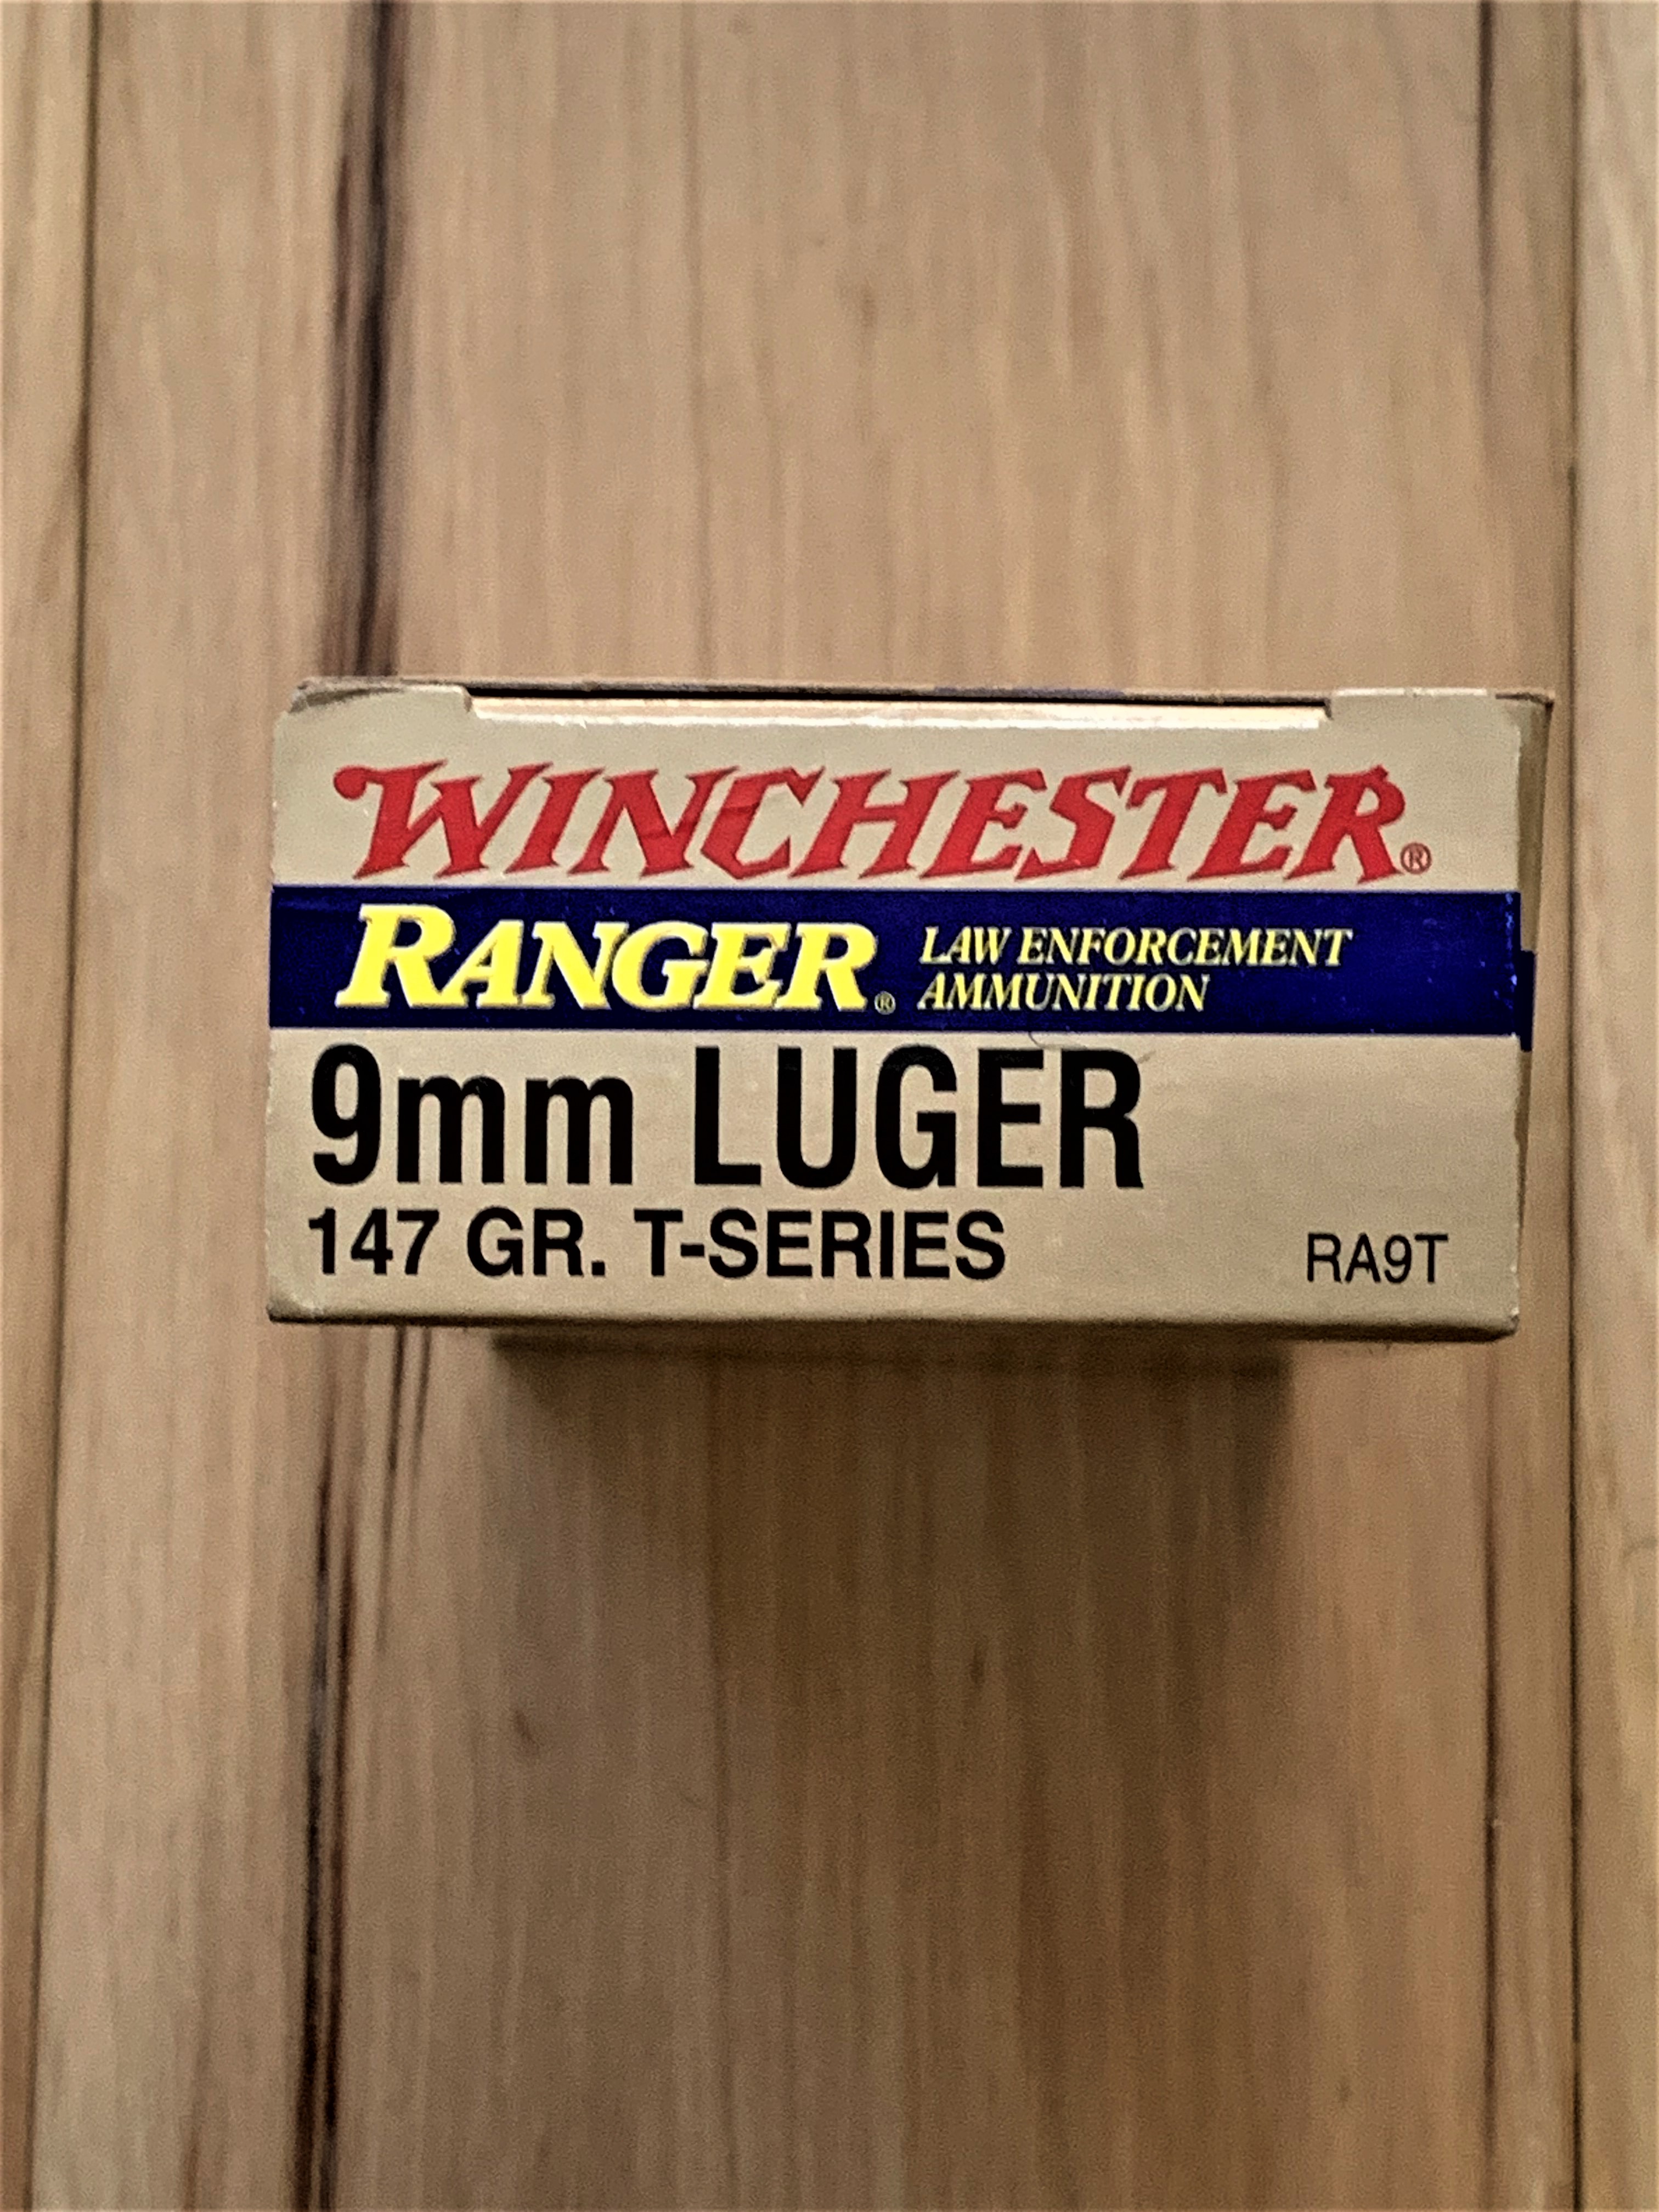 WINCHESTER®
RANGER® LAW ENFORCEMENT
AMMUNITION
9mm LUGER
147 GR. T-SERIES RA9T